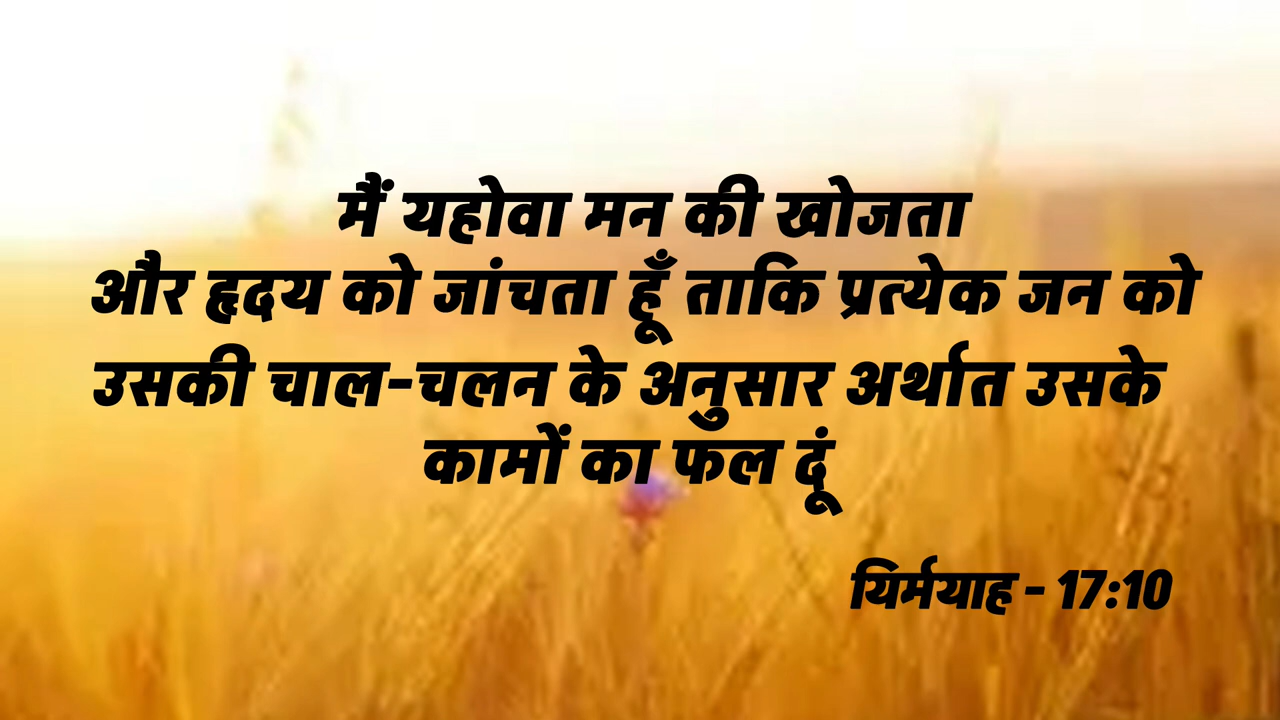 मैं यहोवा मन की खोजता
और हृदय को जांचता हूँ ताकि प्रत्येक जन को
उसकी चाल-चलन के अनुसार अर्थात उसके
कामों का फल दूं
यिर्मयाह - 17:10